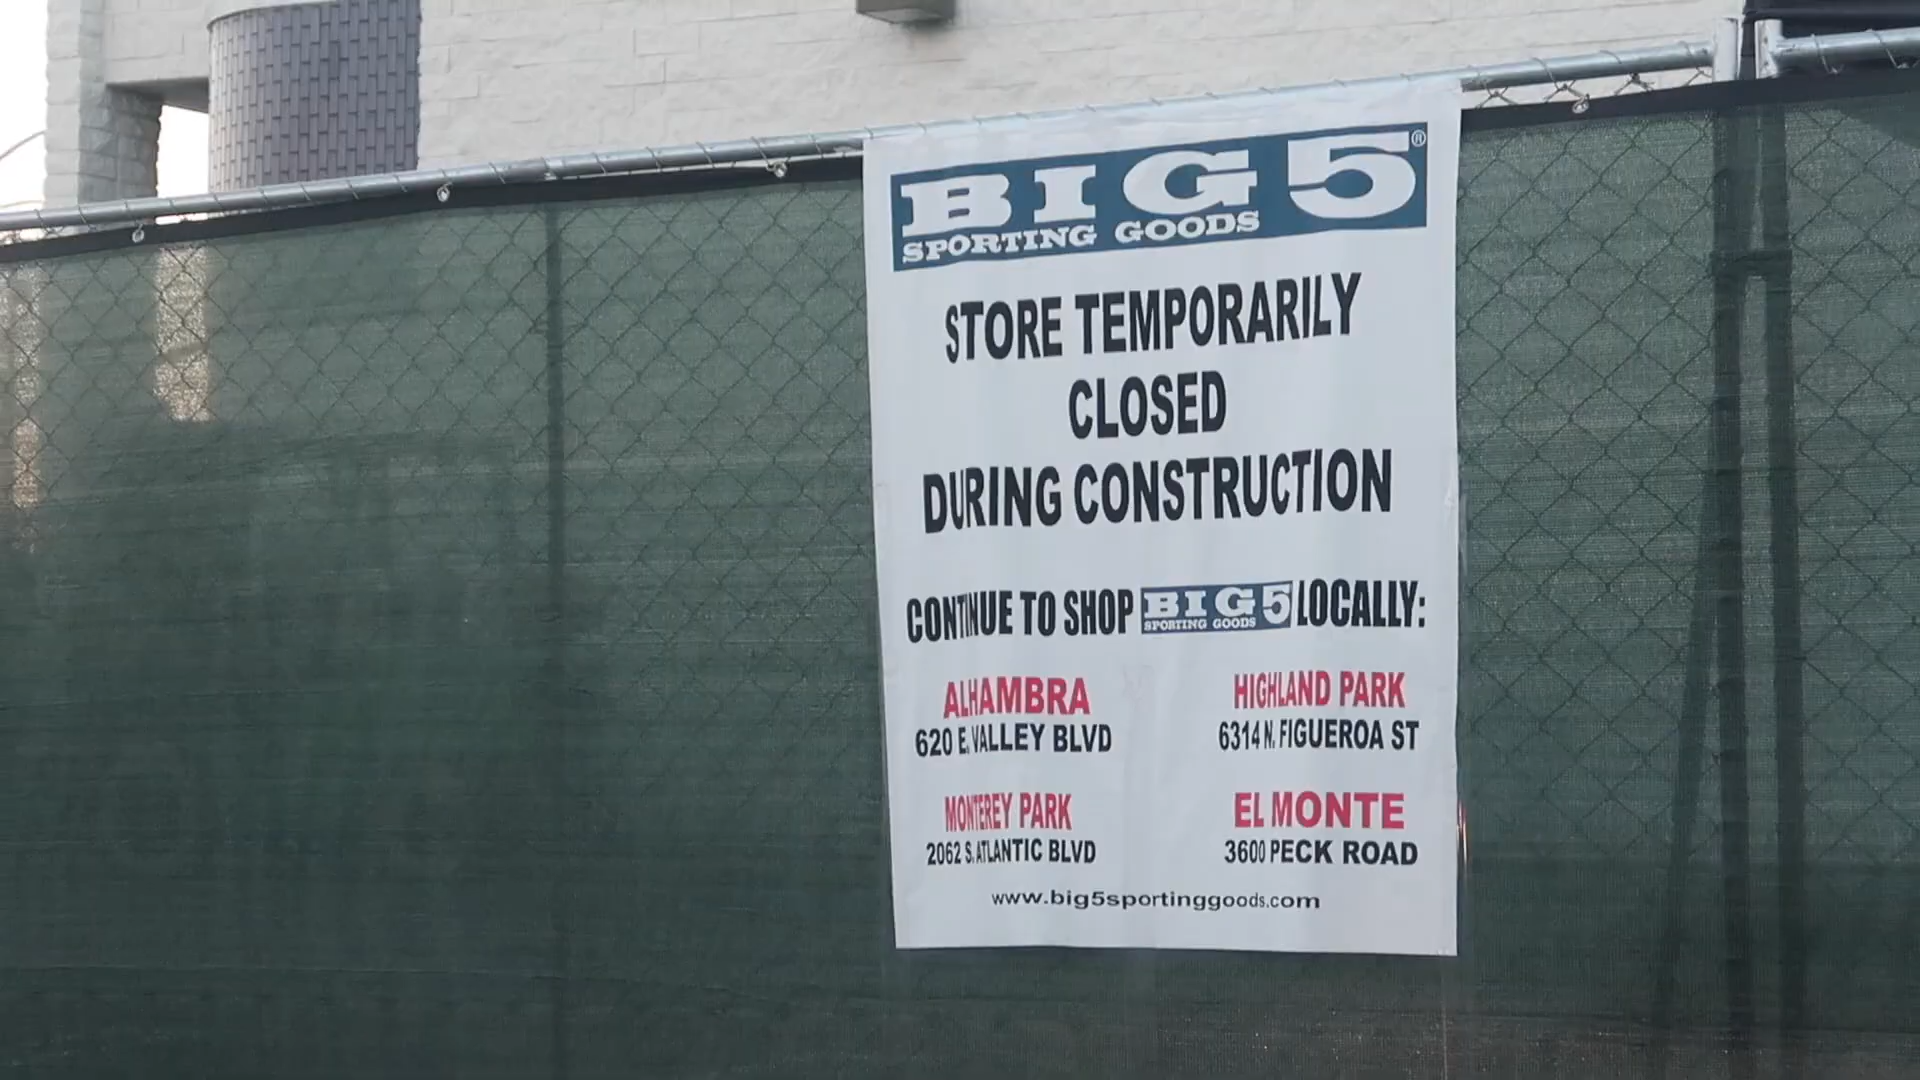 BIG 5 ®
SPORTING GOODS
STORE TEMPORARILY
CLOSED
DURING CONSTRUCTION
CONTINUE TO SHOP BIG 5 SPORTING GOODS LOCALLY:
ALHAMBRA
620 E. VALLEY BLVD
HIGHLAND PARK
6314 N. FIGUEROA ST
MONTEREY PARK
2062 S. ATLANTIC BLVD
EL MONTE
3600 PECK ROAD
www.big5sportinggoods.com